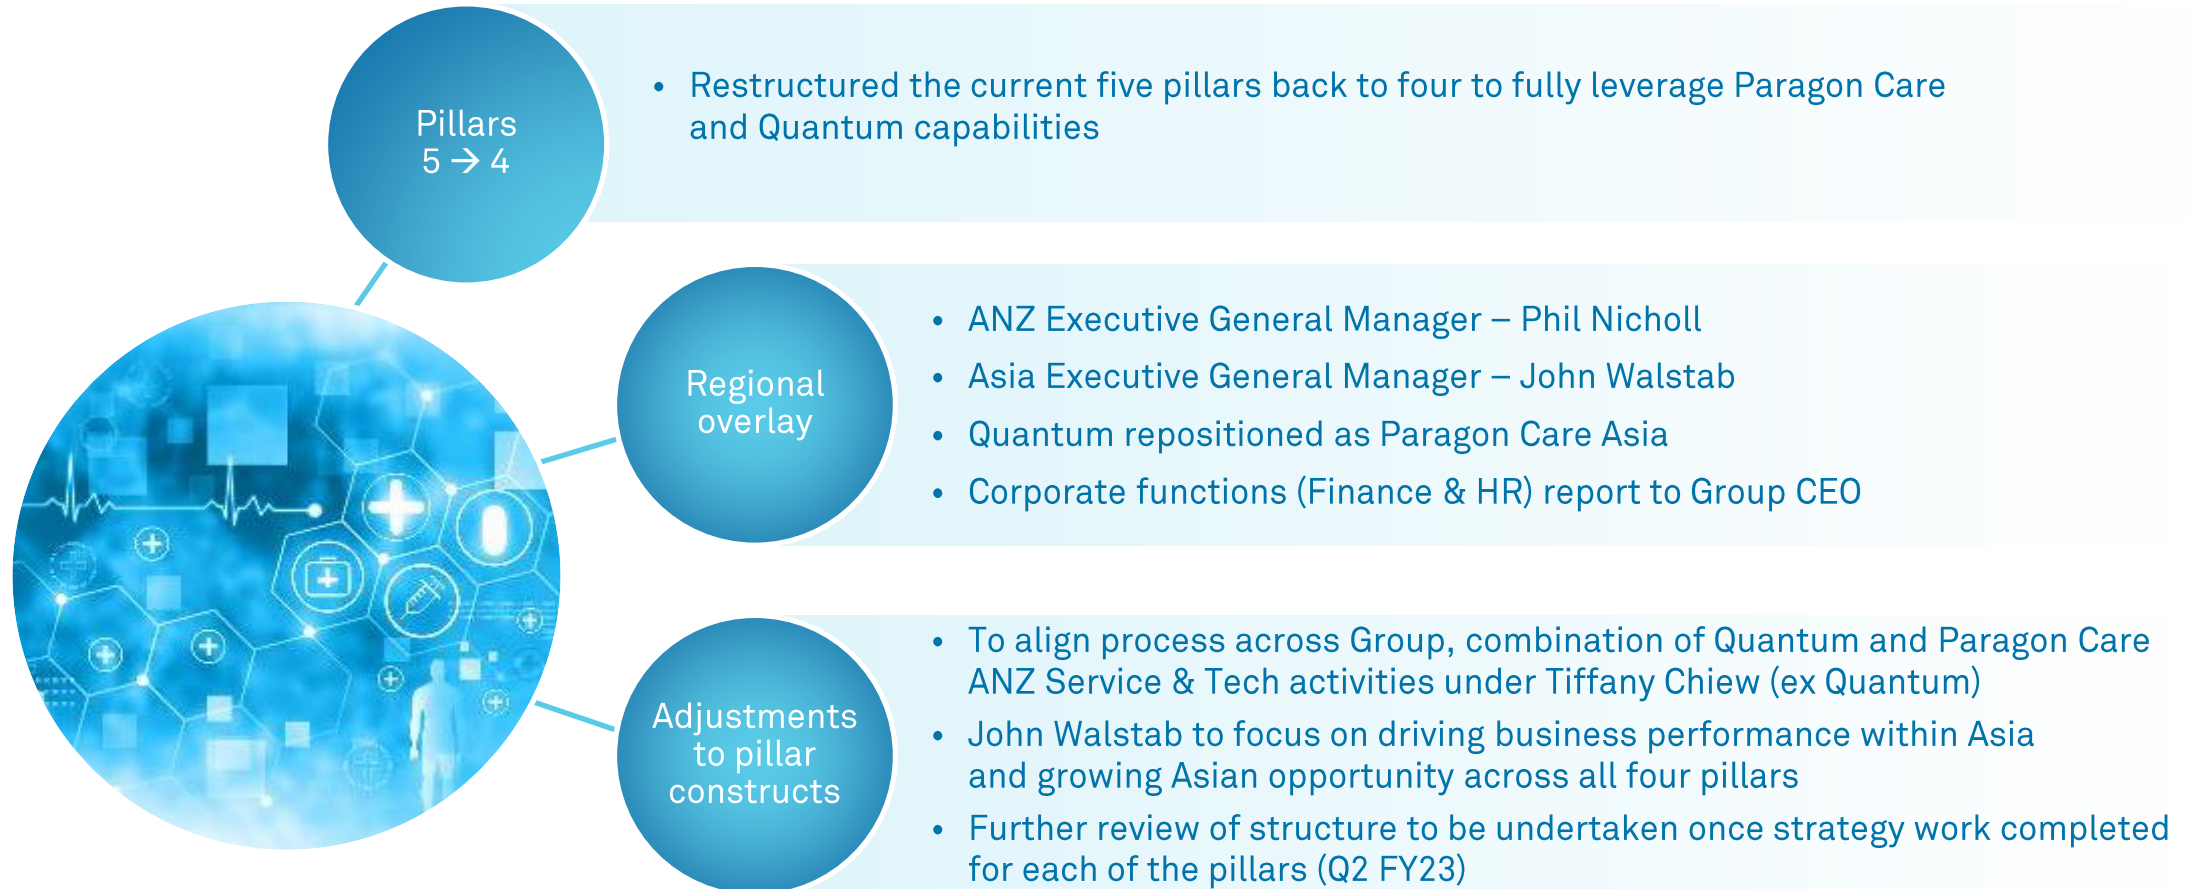 Pillars
5 → 4
• Restructured the current five pillars back to four to fully leverage Paragon Care
and Quantum capabilities
Regional
overlay
• ANZ Executive General Manager – Phil Nicholl
• Asia Executive General Manager – John Walstab
• Quantum repositioned as Paragon Care Asia
• Corporate functions (Finance & HR) report to Group CEO
Adjustments
to pillar
constructs
• To align process across Group, combination of Quantum and Paragon Care
ANZ Service & Tech activities under Tiffany Chiew (ex Quantum)
• John Walstab to focus on driving business performance within Asia
and growing Asian opportunity across all four pillars
• Further review of structure to be undertaken once strategy work completed
for each of the pillars (Q2 FY23)